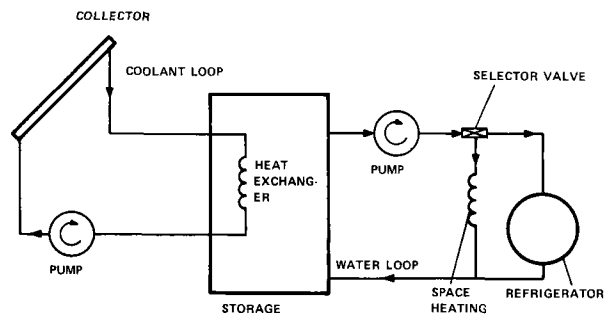 COLLECTOR
COOLANT LOOP
SELECTOR VALVE
HEAT
EXCHANG-
ER
PUMP
PUMP
WATER LOOP
SPACE
HEATING
REFRIGERATOR
STORAGE